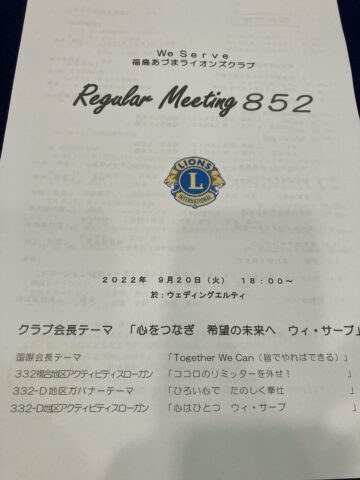 We Serve
福島あづまライオンズクラブ
Regular Meeting 852
LIONS
L
INTERNATIONAL
2022年 9月20日(火) 18:00~
於:ウェディングエルティ
クラブ会長テーマ 「心をつなぎ 希望の未来へ ウィ・サーブ」
国際会長テーマ 「Together We Can(皆でやればできる)」
332複合地区アクティビティスローガン 「ココロのリミッターを外せ! 」
332-D地区ガバナーテーマ 「ひろい心で たのしく奉仕 」
332-D地区アクティビティスローガン 「心はひとつ ウィ・サーブ 」